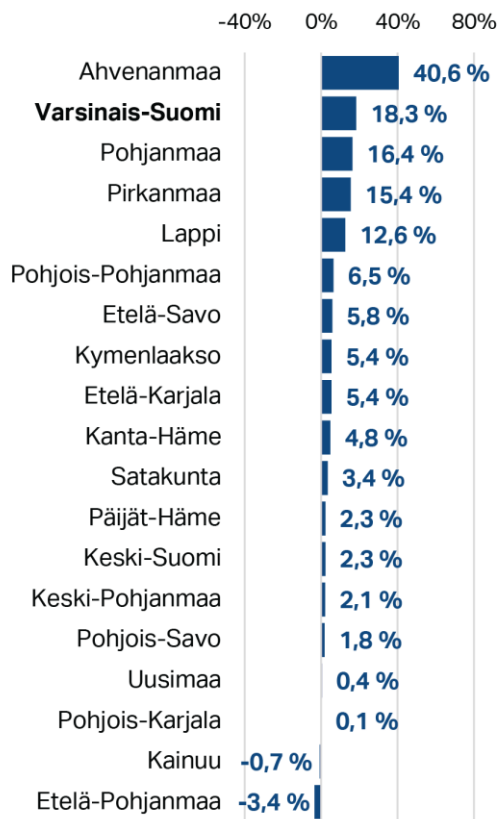 -40% 0% 40% 80%
Ahvenanmaa 40,6 %
Varsinais-Suomi 18,3 %
Pohjanmaa 16,4 %
Pirkanmaa 15,4 %
Lappi 12,6 %
Pohjois-Pohjanmaa 6,5 %
Etelä-Savo 5,8 %
Kymenlaakso 5,4 %
Etelä-Karjala 5,4 %
Kanta-Häme 4,8 %
Satakunta 3,4 %
Päijät-Häme 2,3 %
Keski-Suomi 2,3 %
Keski-Pohjanmaa 2,1 %
Pohjois-Savo 1,8 %
Uusimaa 0,4 %
Pohjois-Karjala 0,1 %
Kainuu -0,7 %
Etelä-Pohjanmaa -3,4 %